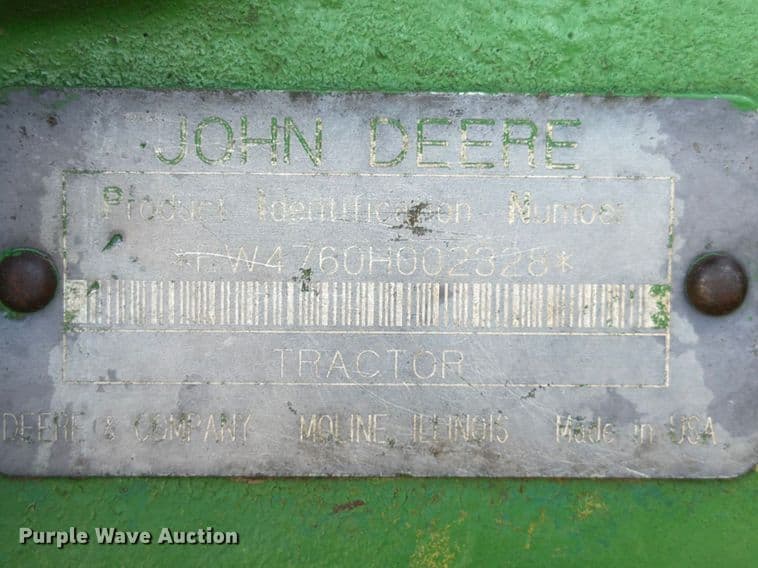 JOHN DEERE
Product Identification Number
*RW4760H002328*
TRACTOR
DEERE & COMPANY MOLINE ILLINOIS Made in USA
Purple Wave Auction